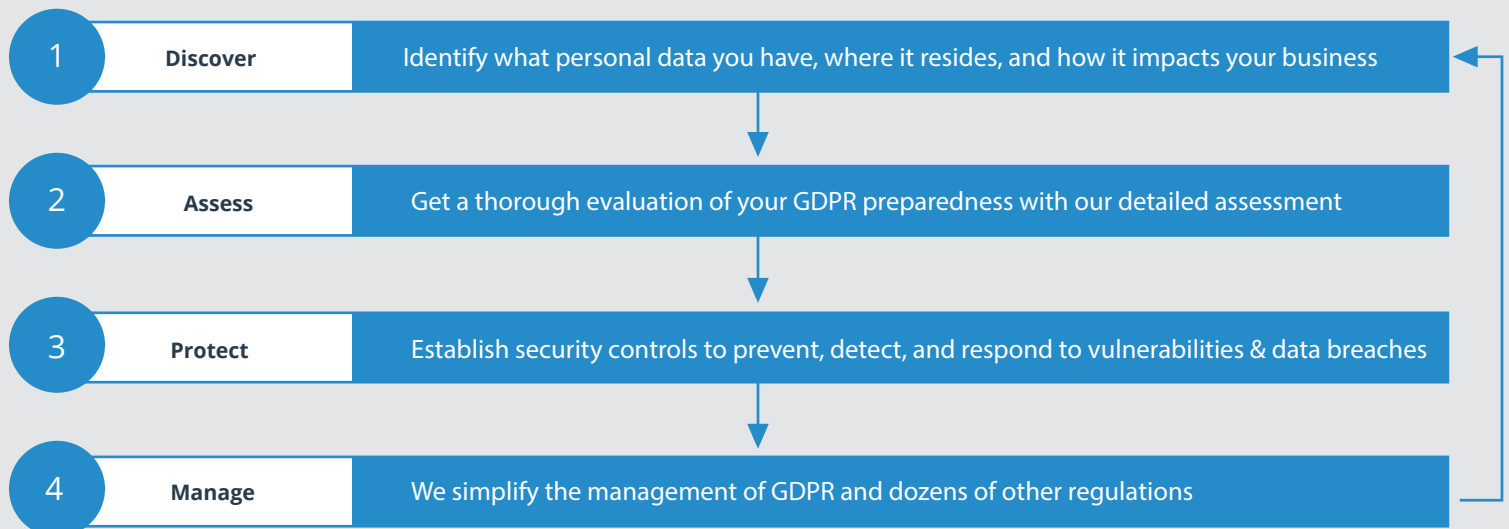 1 Discover Identify what personal data you have, where it resides, and how it impacts your business
2 Assess Get a thorough evaluation of your GDPR preparedness with our detailed assessment
3 Protect Establish security controls to prevent, detect, and respond to vulnerabilities & data breaches
4 Manage We simplify the management of GDPR and dozens of other regulations